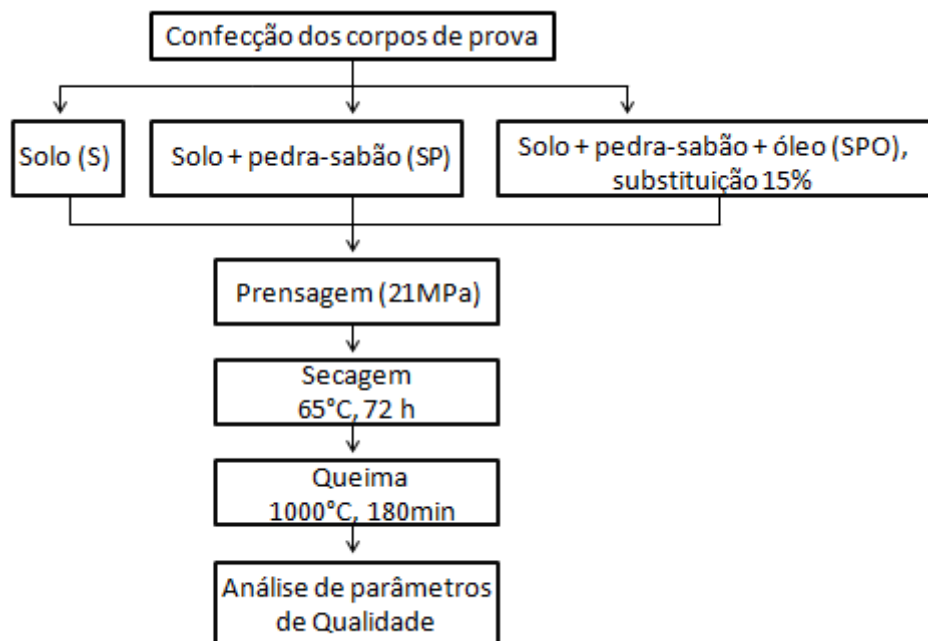 Confecção dos corpos de prova
Solo (S)
Solo + pedra-sabão (SP)
Solo + pedra-sabão + óleo (SPO),
substituição 15%
Prensagem (21MPa)
Secagem
65°C, 72 h
Queima
1000°C, 180min
Análise de parâmetros
de Qualidade